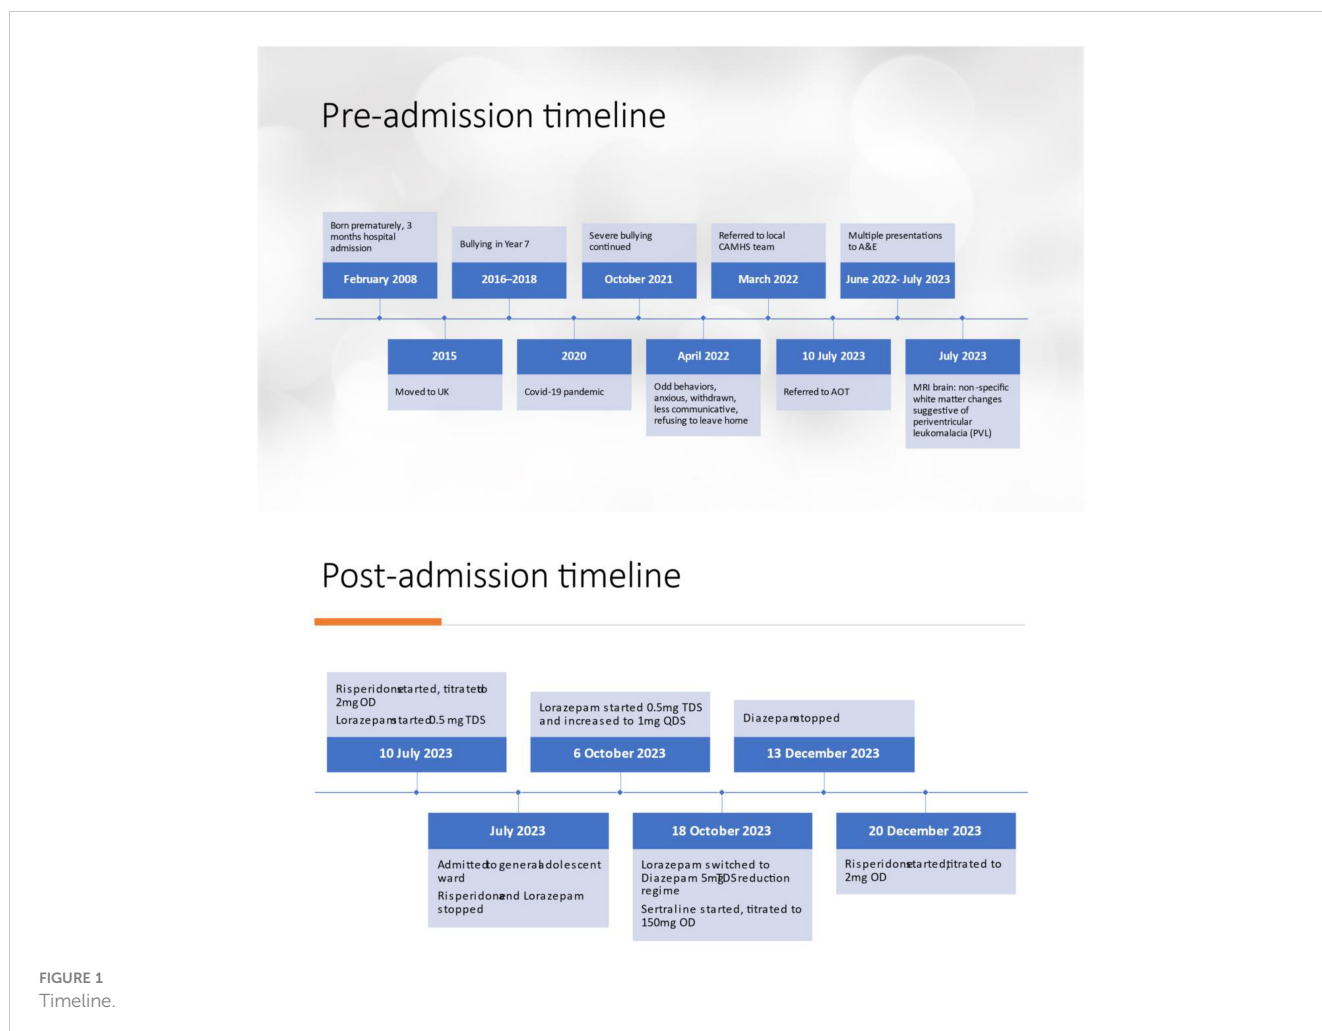 Pre-admission timeline
Born prematurely, 3
months hospital
admission
February 2008
Bullying in Year 7
2016–2018
Severe bullying
continued
October 2021
Referred to local
CAMHS team
March 2022
Multiple presentations
to A&E
June 2022- July 2023
2015
Moved to UK
2020
Covid-19 pandemic
April 2022
Odd behaviors,
anxious, withdrawn,
less communicative,
refusing to leave home
10 July 2023
Referred to AOT
July 2023
MRI brain: non-specific
white matter changes
suggestive of
periventricular
leukomalacia (PVL)
Post-admission timeline
Risperidone started, titrated to
2mg OD
Lorazepam started 0.5 mg TDS
10 July 2023
Lorazepam started 0.5mg TDS
and increased to 1mg QDS
6 October 2023
Diazepam stopped
13 December 2023
July 2023
Admitted to general adolescent
ward
Risperidone and Lorazepam
stopped
18 October 2023
Lorazepam switched to
Diazepam 5mg TDS reduction
regime
Sertraline started, titrated to
150mg OD
20 December 2023
Risperidone started, titrated to
2mg OD
FIGURE 1
Timeline.